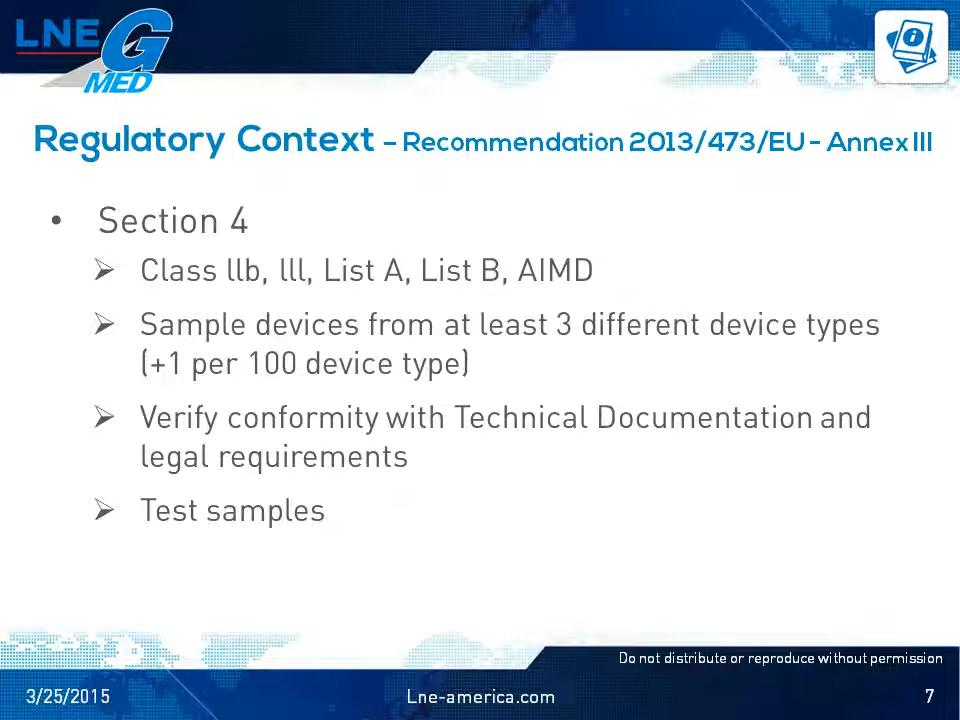 LNE G
MED
Regulatory Context – Recommendation 2013/473/EU - Annex III
• Section 4
➢ Class llb, lll, List A, List B, AIMD
➢ Sample devices from at least 3 different device types
(+1 per 100 device type)
➢ Verify conformity with Technical Documentation and
legal requirements
➢ Test samples
Do not distribute or reproduce without permission
3/25/2015 Lne-america.com 7